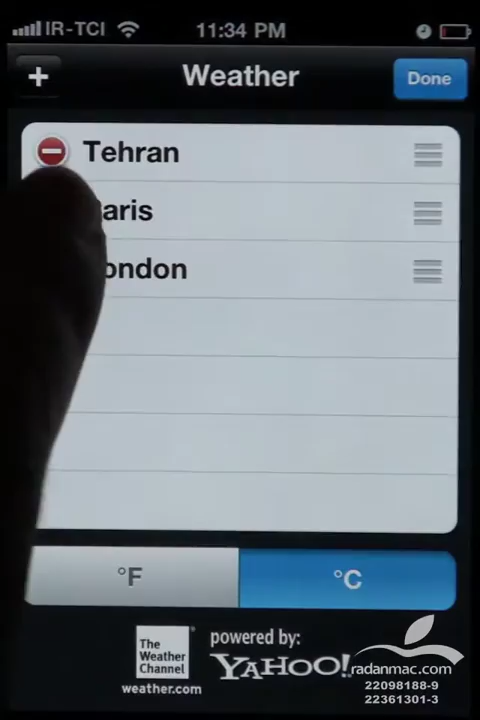 IR-TCI 11:34 PM
+ Weather Done
Tehran
aris
ondon
°F °C
The
Weather
Channel
weather.com
powered by:
YAHOO!
radanmac.com
22098188-9
22361301-3